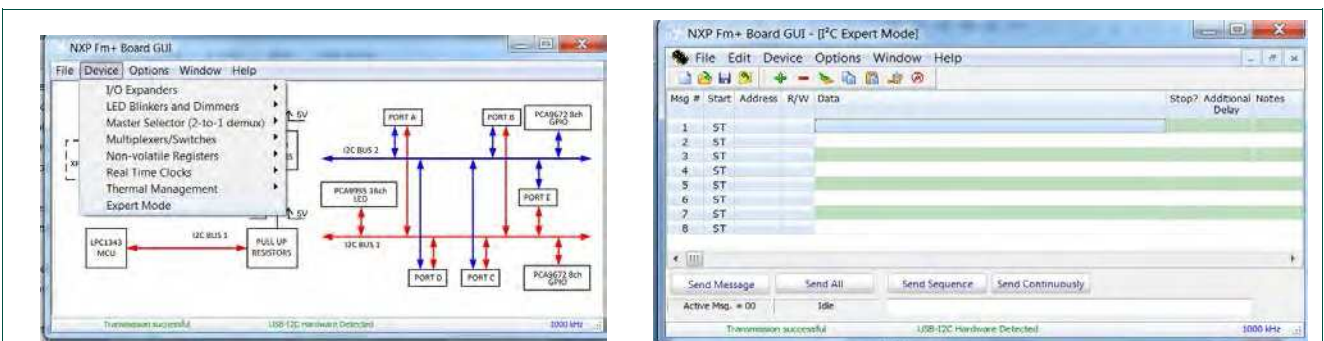 NXP Fm+ Board GUI
File Device Options Window Help
I/O Expanders
LED Blinkers and Dimmers
Master Selector (2-to-1 demux)
Multiplexers/Switches
Non-volatile Registers
Real Time Clocks
Thermal Management
Expert Mode
5V
5V
LPC1343
MCU
I2C BUS 1
PULL UP
RESISTORS
PORT A
PORT B
PCA9672 8ch
GPIO
I2C BUS 2
16ch
LED
PORT E
I2C BUS 1
PORT D
PORT C
PCA9672 8ch
GPIO
Transmission successful
USB-I2C Hardware Detected
1000 kHz
NXP Fm+ Board GUI - [I²C Expert Mode]
File Edit Device Options Window Help
Msg # Start Address R/W Data Stop? Additional Notes
Delay
1 ST
2 ST
3 ST
4 ST
5 ST
6 ST
7 ST
8 ST
Send Message Send All Send Sequence Send Continuously
Active Msg. = 00 Idle
Transmission successful USB-I2C Hardware Detected 1000 kHz